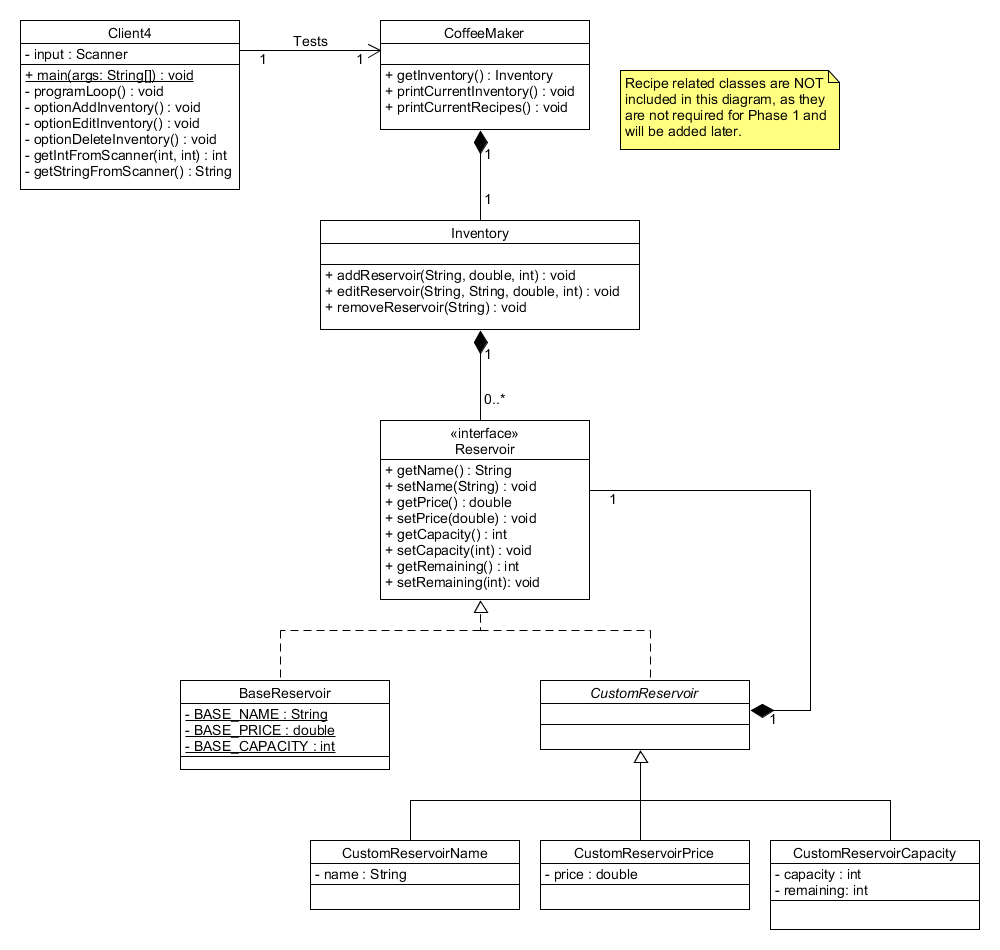 Client4
- input : Scanner
+ main(args: String[]) : void
- programLoop() : void
- optionAddInventory() : void
- optionEditInventory() : void
- optionDeleteInventory() : void
- getIntFromScanner(int, int) : int
- getStringFromScanner() : String
Tests
1
1
CoffeeMaker
+ getInventory() : Inventory
+ printCurrentInventory() : void
+ printCurrentRecipes() : void
Recipe related classes are NOT
included in this diagram, as they
are not required for Phase 1 and
will be added later.
1
1
Inventory
+ addReservoir(String, double, int) : void
+ editReservoir(String, String, double, int) : void
+ removeReservoir(String) : void
1
0..*
«interface»
Reservoir
+ getName() : String
+ setName(String) : void
+ getPrice() : double
+ setPrice(double) : void
+ getCapacity() : int
+ setCapacity(int) : void
+ getRemaining() : int
+ setRemaining(int): void
1
BaseReservoir
- BASE_NAME : String
- BASE_PRICE : double
- BASE_CAPACITY : int
CustomReservoir
1
CustomReservoirName
- name : String
CustomReservoirPrice
- price : double
CustomReservoirCapacity
- capacity : int
- remaining: int